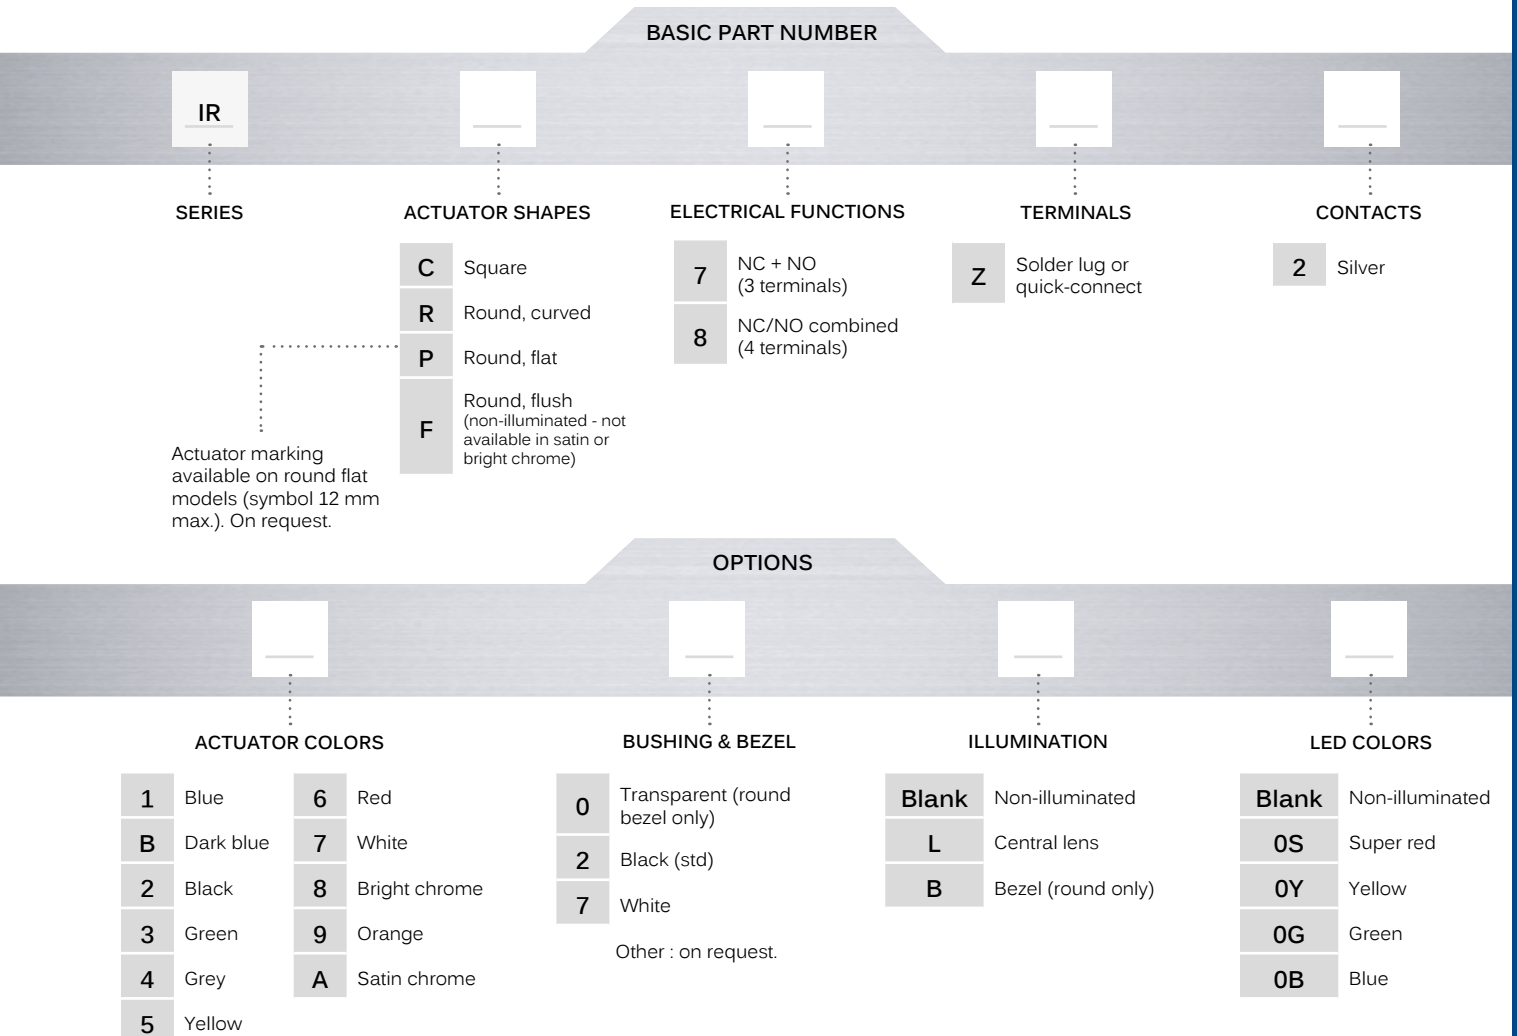 BASIC PART NUMBER
IR
SERIES
ACTUATOR SHAPES
C Square
R Round, curved
P Round, flat
F Round, flush
(non-illuminated - not
available in satin or
bright chrome)
Actuator marking
available on round flat
models (symbol 12 mm
max.). On request.
ELECTRICAL FUNCTIONS
7 NC + NO
(3 terminals)
8 NC/NO combined
(4 terminals)
TERMINALS
Z Solder lug or
quick-connect
CONTACTS
2 Silver
OPTIONS
ACTUATOR COLORS
1 Blue
B Dark blue
2 Black
3 Green
4 Grey
5 Yellow
6 Red
7 White
8 Bright chrome
9 Orange
A Satin chrome
BUSHING & BEZEL
0 Transparent (round
bezel only)
2 Black (std)
7 White
Other : on request.
ILLUMINATION
Blank Non-illuminated
L Central lens
B Bezel (round only)
LED COLORS
Blank Non-illuminated
0S Super red
0Y Yellow
0G Green
0B Blue